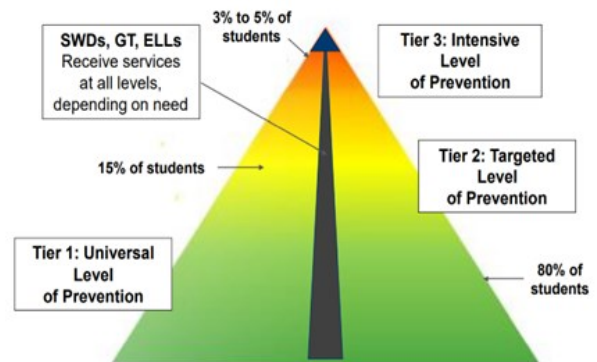 3% to 5% of
students
SWDs, GT, ELLs
Receive services
at all levels,
depending on need
Tier 3: Intensive
Level
of Prevention
15% of students
Tier 2: Targeted
Level
of Prevention
Tier 1: Universal
Level
of Prevention
80% of
students